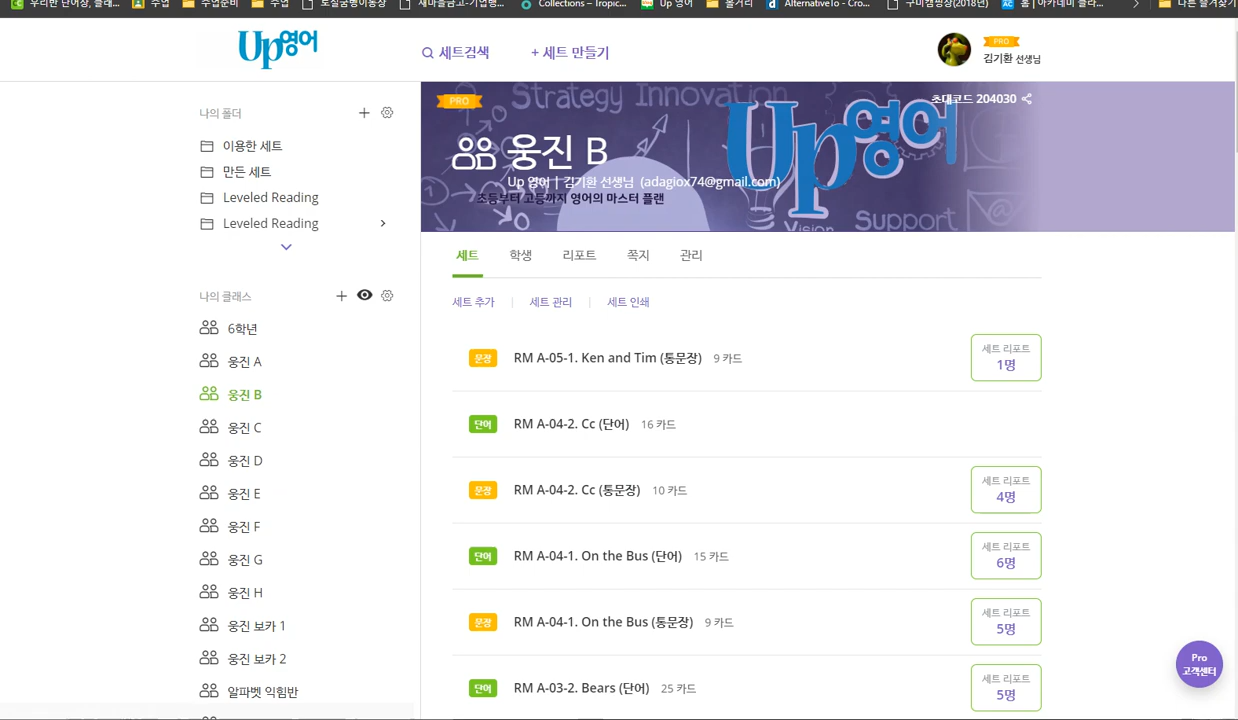 우리반 단어장, 클래...
수업
수업준비
수업
토실굼벵이농장
새마을금고-기업뱅...
Collections – Tropic...
Up 영어
볼거리
AlternativeTo - Cro...
구미캠핑장(2018년)
홈 | 아카데미 클라...
다른 즐겨찾기
Up영어
세트검색
+ 세트 만들기
PRO
김기환 선생님
나의 폴더
이용한 세트
만든 세트
Leveled Reading
Leveled Reading
나의 클래스
6학년
웅진 A
웅진 B
웅진 C
웅진 D
웅진 E
웅진 F
웅진 G
웅진 H
웅진 보카 1
웅진 보카 2
알파벳 익힘반
PRO
Strategy Innovation
초대코드 204030
Up영어
웅진 B
Up 영어 | 김기환 선생님 (adagiox74@gmail.com)
초등부터 고등까지 영어의 마스터 플랜
Vision
Support
세트
학생
리포트
쪽지
관리
세트 추가 | 세트 관리 | 세트 인쇄
문장 RM A-05-1. Ken and Tim (통문장) 9 카드
세트 리포트
1명
단어 RM A-04-2. Cc (단어) 16 카드
문장 RM A-04-2. Cc (통문장) 10 카드
세트 리포트
4명
단어 RM A-04-1. On the Bus (단어) 15 카드
세트 리포트
6명
문장 RM A-04-1. On the Bus (통문장) 9 카드
세트 리포트
5명
단어 RM A-03-2. Bears (단어) 25 카드
세트 리포트
5명
Pro
고객센터